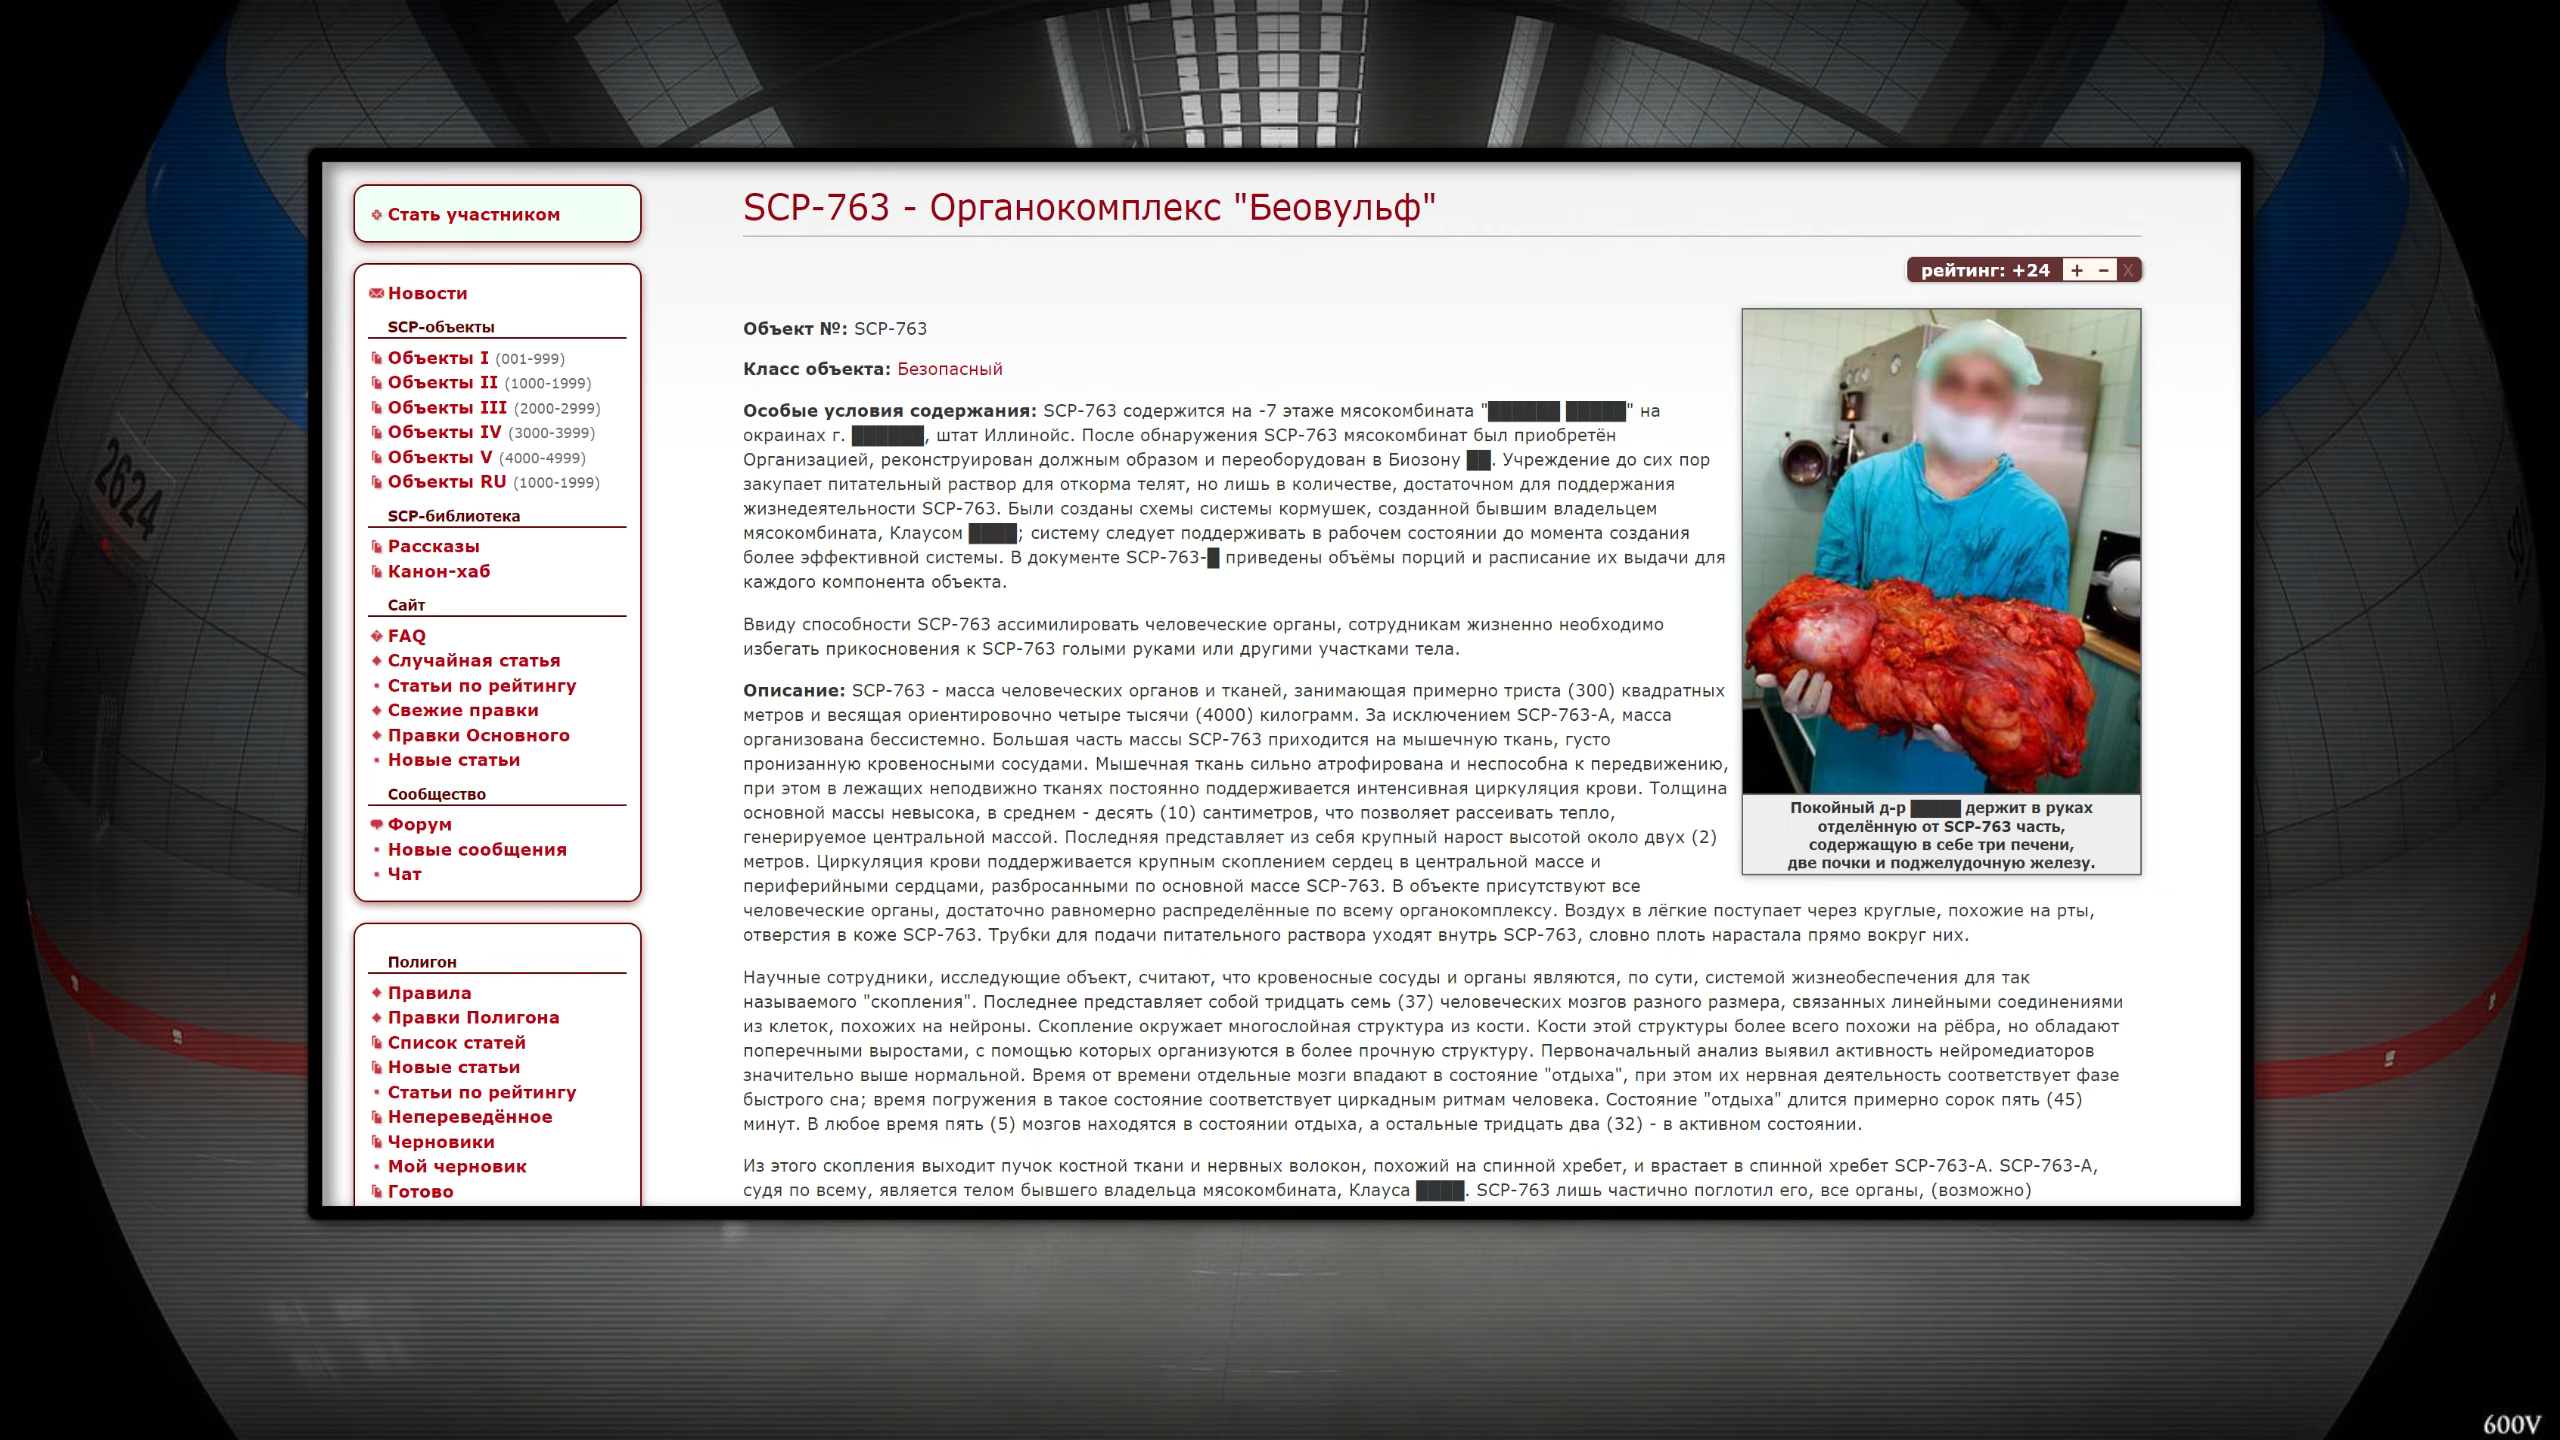 Стать участником
Новости
SCP-объекты
Объекты I (001-999)
Объекты II (1000-1999)
Объекты III (2000-2999)
Объекты IV (3000-3999)
Объекты V (4000-4999)
Объекты RU (1000-1999)
SCP-библиотека
Рассказы
Канон-хаб
Сайт
FAQ
Случайная статья
Статьи по рейтингу
Свежие правки
Правки Основного
Новые статьи
Сообщество
Форум
Новые сообщения
Чат
Полигон
Правила
Правки Полигона
Список статей
Новые статьи
Статьи по рейтингу
Непереведённое
Черновики
Мой черновик
Готово
SCP-763 - Органокомплекс "Беовульф"
рейтинг: +24 + − X
Объект №: SCP-763
Класс объекта: Безопасный
Особые условия содержания: SCP-763 содержится на -7 этаже мясокомбината "██████ █████" на
окраинах г. ██████, штат Иллинойс. После обнаружения SCP-763 мясокомбинат был приобретён
Организацией, реконструирован должным образом и переоборудован в Биозону ██. Учреждение до сих пор
закупает питательный раствор для откорма телят, но лишь в количестве, достаточном для поддержания
жизнедеятельности SCP-763. Были созданы схемы системы кормушек, созданной бывшим владельцем
мясокомбината, Клаусом ████; систему следует поддерживать в рабочем состоянии до момента создания
более эффективной системы. В документе SCP-763-█ приведены объёмы порций и расписание их выдачи для
каждого компонента объекта.
Ввиду способности SCP-763 ассимилировать человеческие органы, сотрудникам жизненно необходимо
избегать прикосновения к SCP-763 голыми руками или другими участками тела.
Описание: SCP-763 - масса человеческих органов и тканей, занимающая примерно триста (300) квадратных
метров и весящая ориентировочно четыре тысячи (4000) килограмм. За исключением SCP-763-A, масса
организована бессистемно. Большая часть массы SCP-763 приходится на мышечную ткань, густо
пронизанную кровеносными сосудами. Мышечная ткань сильно атрофирована и неспособна к передвижению,
при этом в лежащих неподвижно тканях постоянно поддерживается интенсивная циркуляция крови. Толщина
основной массы невысока, в среднем - десять (10) сантиметров, что позволяет рассеивать тепло,
генерируемое центральной массой. Последняя представляет из себя крупный нарост высотой около двух (2)
метров. Циркуляция крови поддерживается крупным скоплением сердец в центральной массе и
периферийными сердцами, разбросанными по основной массе SCP-763. В объекте присутствуют все
человеческие органы, достаточно равномерно распределённые по всему органокомплексу. Воздух в лёгкие поступает через круглые, похожие на рты,
отверстия в коже SCP-763. Трубки для подачи питательного раствора уходят внутрь SCP-763, словно плоть нарастала прямо вокруг них.
Покойный д-р ████ держит в руках
отделённую от SCP-763 часть,
содержащую в себе три печени,
две почки и поджелудочную железу.
Научные сотрудники, исследующие объект, считают, что кровеносные сосуды и органы являются, по сути, системой жизнеобеспечения для так
называемого "скопления". Последнее представляет собой тридцать семь (37) человеческих мозгов разного размера, связанных линейными соединениями
из клеток, похожих на нейроны. Скопление окружает многослойная структура из кости. Кости этой структуры более всего похожи на рёбра, но обладают
поперечными выростами, с помощью которых организуются в более прочную структуру. Первоначальный анализ выявил активность нейромедиаторов
значительно выше нормальной. Время от времени отдельные мозги впадают в состояние "отдыха", при этом их нервная деятельность соответствует фазе
быстрого сна; время погружения в такое состояние соответствует циркадным ритмам человека. Состояние "отдыха" длится примерно сорок пять (45)
минут. В любое время пять (5) мозгов находятся в состоянии отдыха, а остальные тридцать два (32) - в активном состоянии.
Из этого скопления выходит пучок костной ткани и нервных волокон, похожий на спинной хребет, и врастает в спинной хребет SCP-763-A. SCP-763-A,
судя по всему, является телом бывшего владельца мясокомбината, Клауса ████. SCP-763 лишь частично поглотил его, все органы, (возможно)
2624
600V